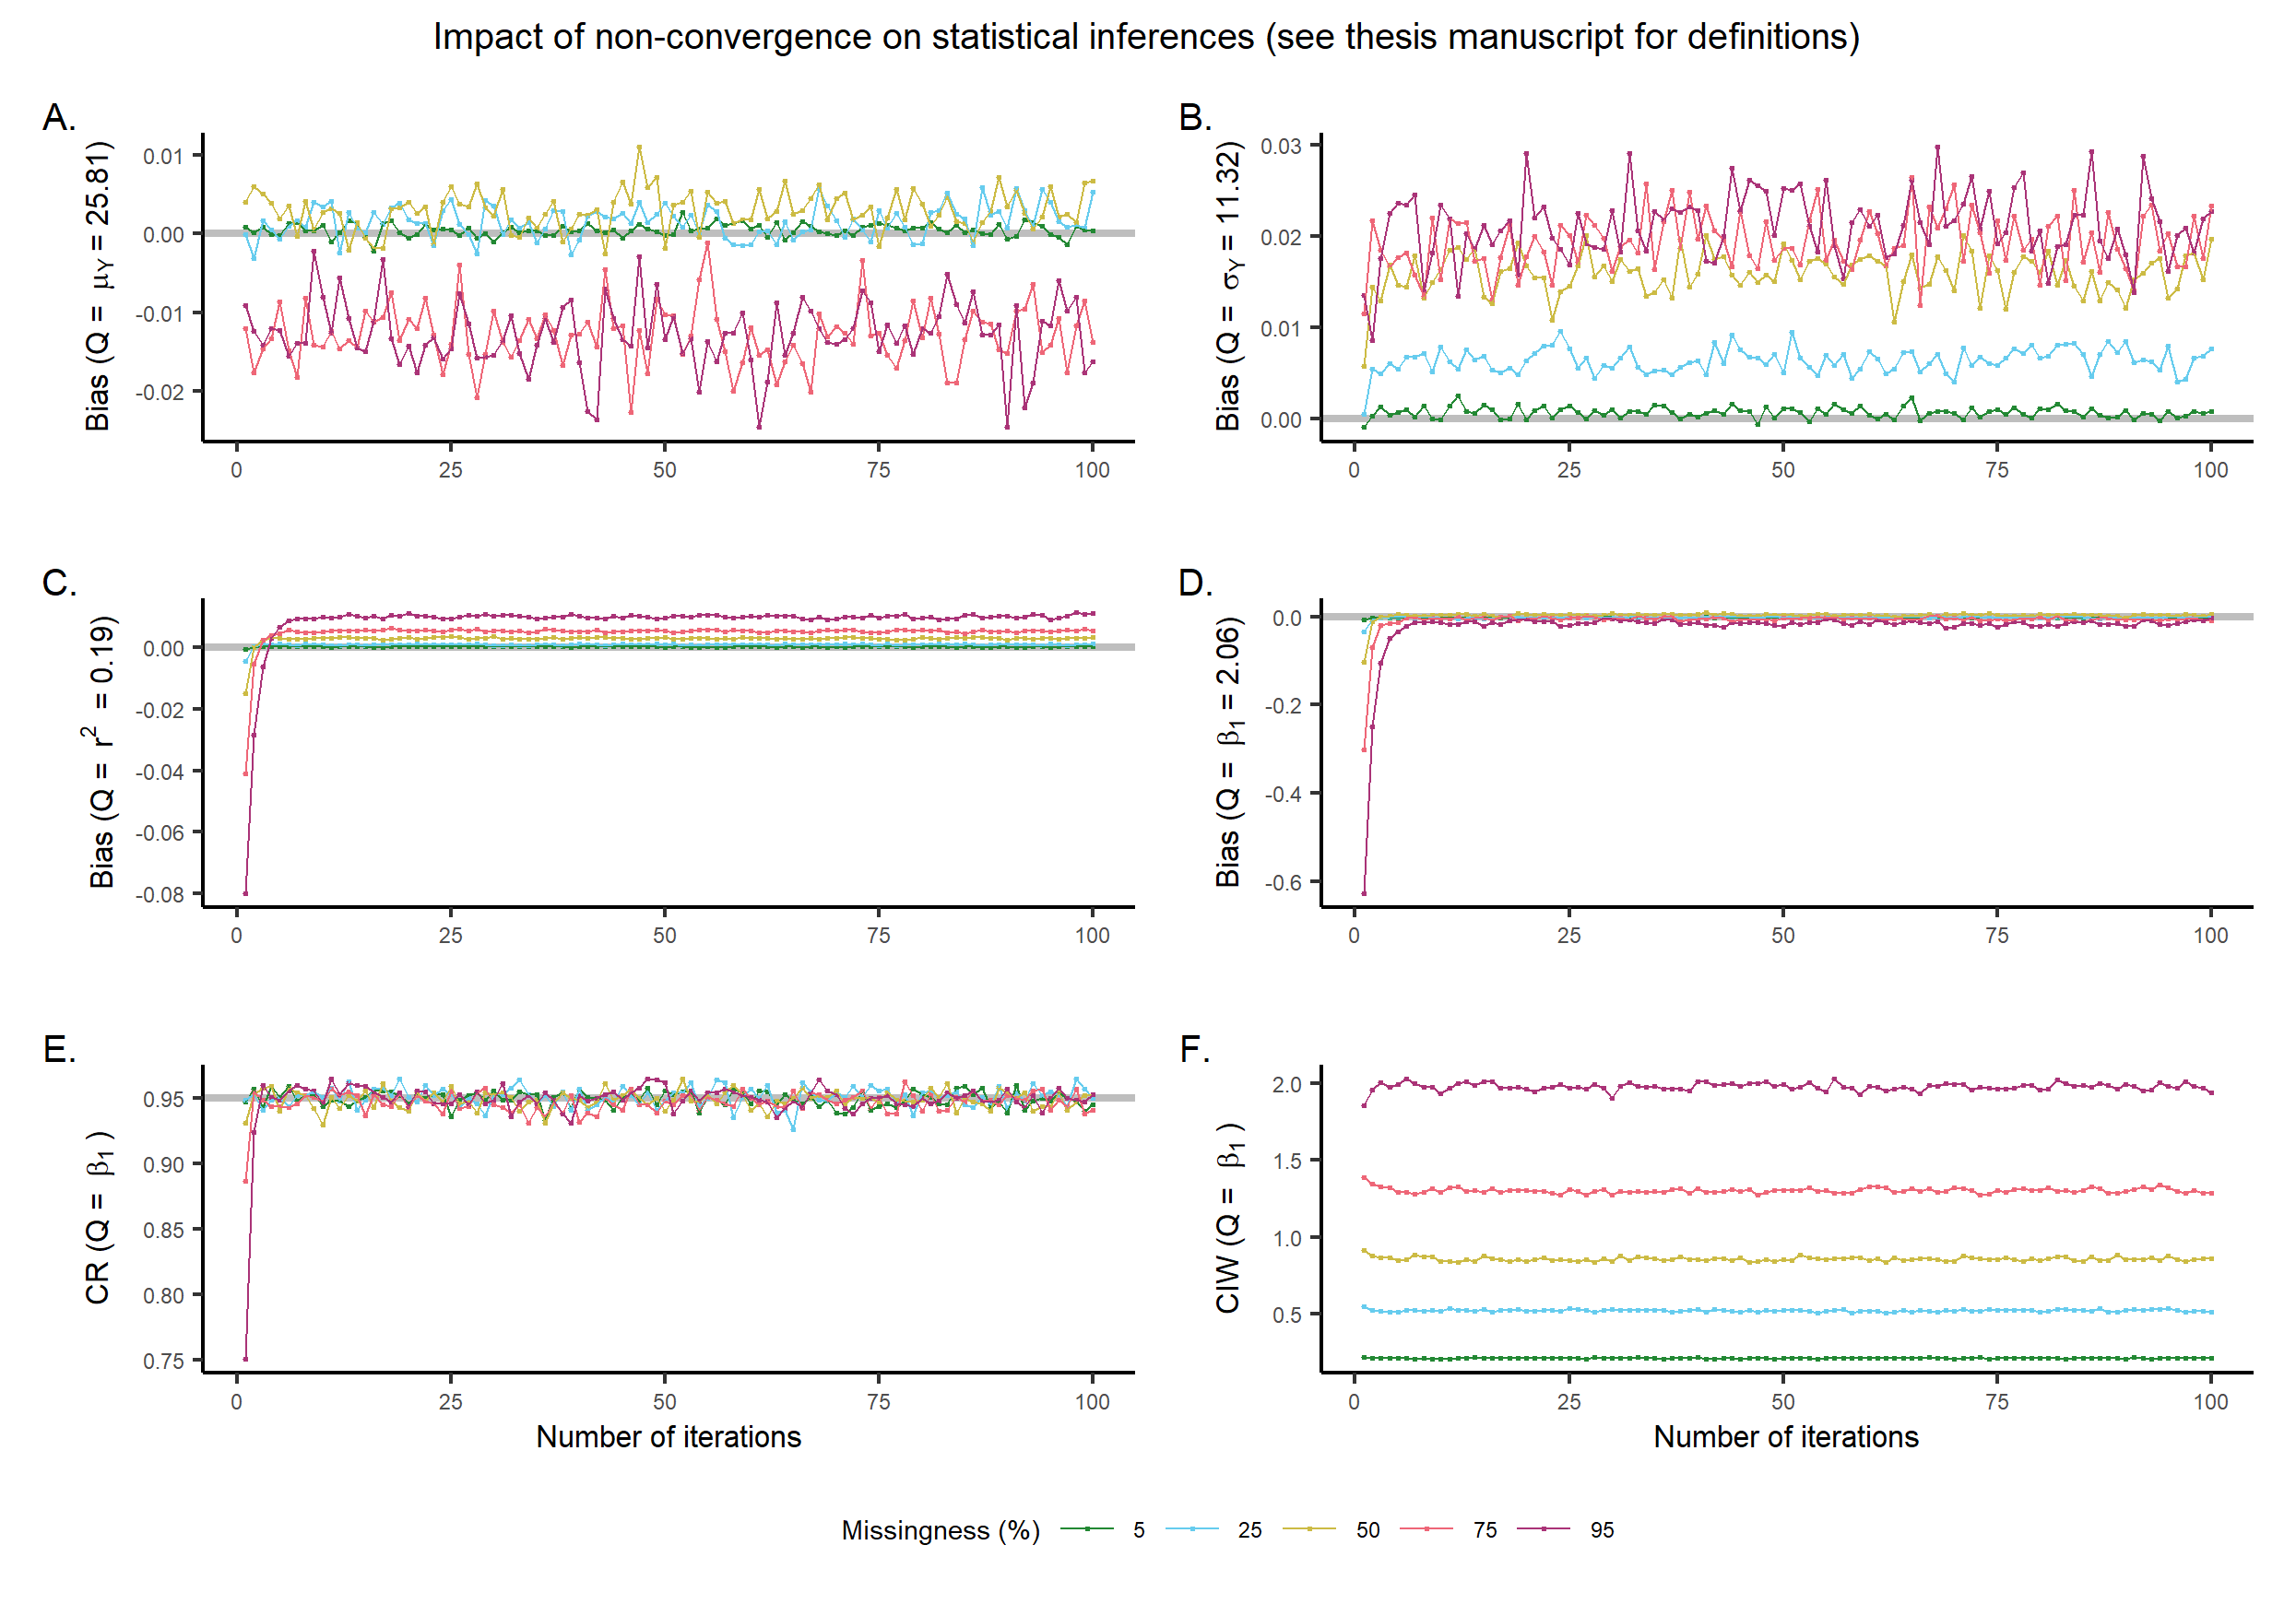 Impact of non-convergence on statistical inferences (see thesis manuscript for definitions)
A.
Bias (Q = μY = 25.81)
0.01
0.00
-0.01
-0.02
0 25 50 75 100
B.
Bias (Q = σY = 11.32)
0.03
0.02
0.01
0.00
0 25 50 75 100
C.
Bias (Q = r² = 0.19)
0.00
-0.02
-0.04
-0.06
-0.08
0 25 50 75 100
D.
Bias (Q = β1 = 2.06)
0.0
-0.2
-0.4
-0.6
0 25 50 75 100
E.
CR (Q = β1)
0.95
0.90
0.85
0.80
0.75
0 25 50 75 100
Number of iterations
F.
CIW (Q = β1)
2.0
1.5
1.0
0.5
0 25 50 75 100
Number of iterations
Missingness (%) 5 25 50 75 95